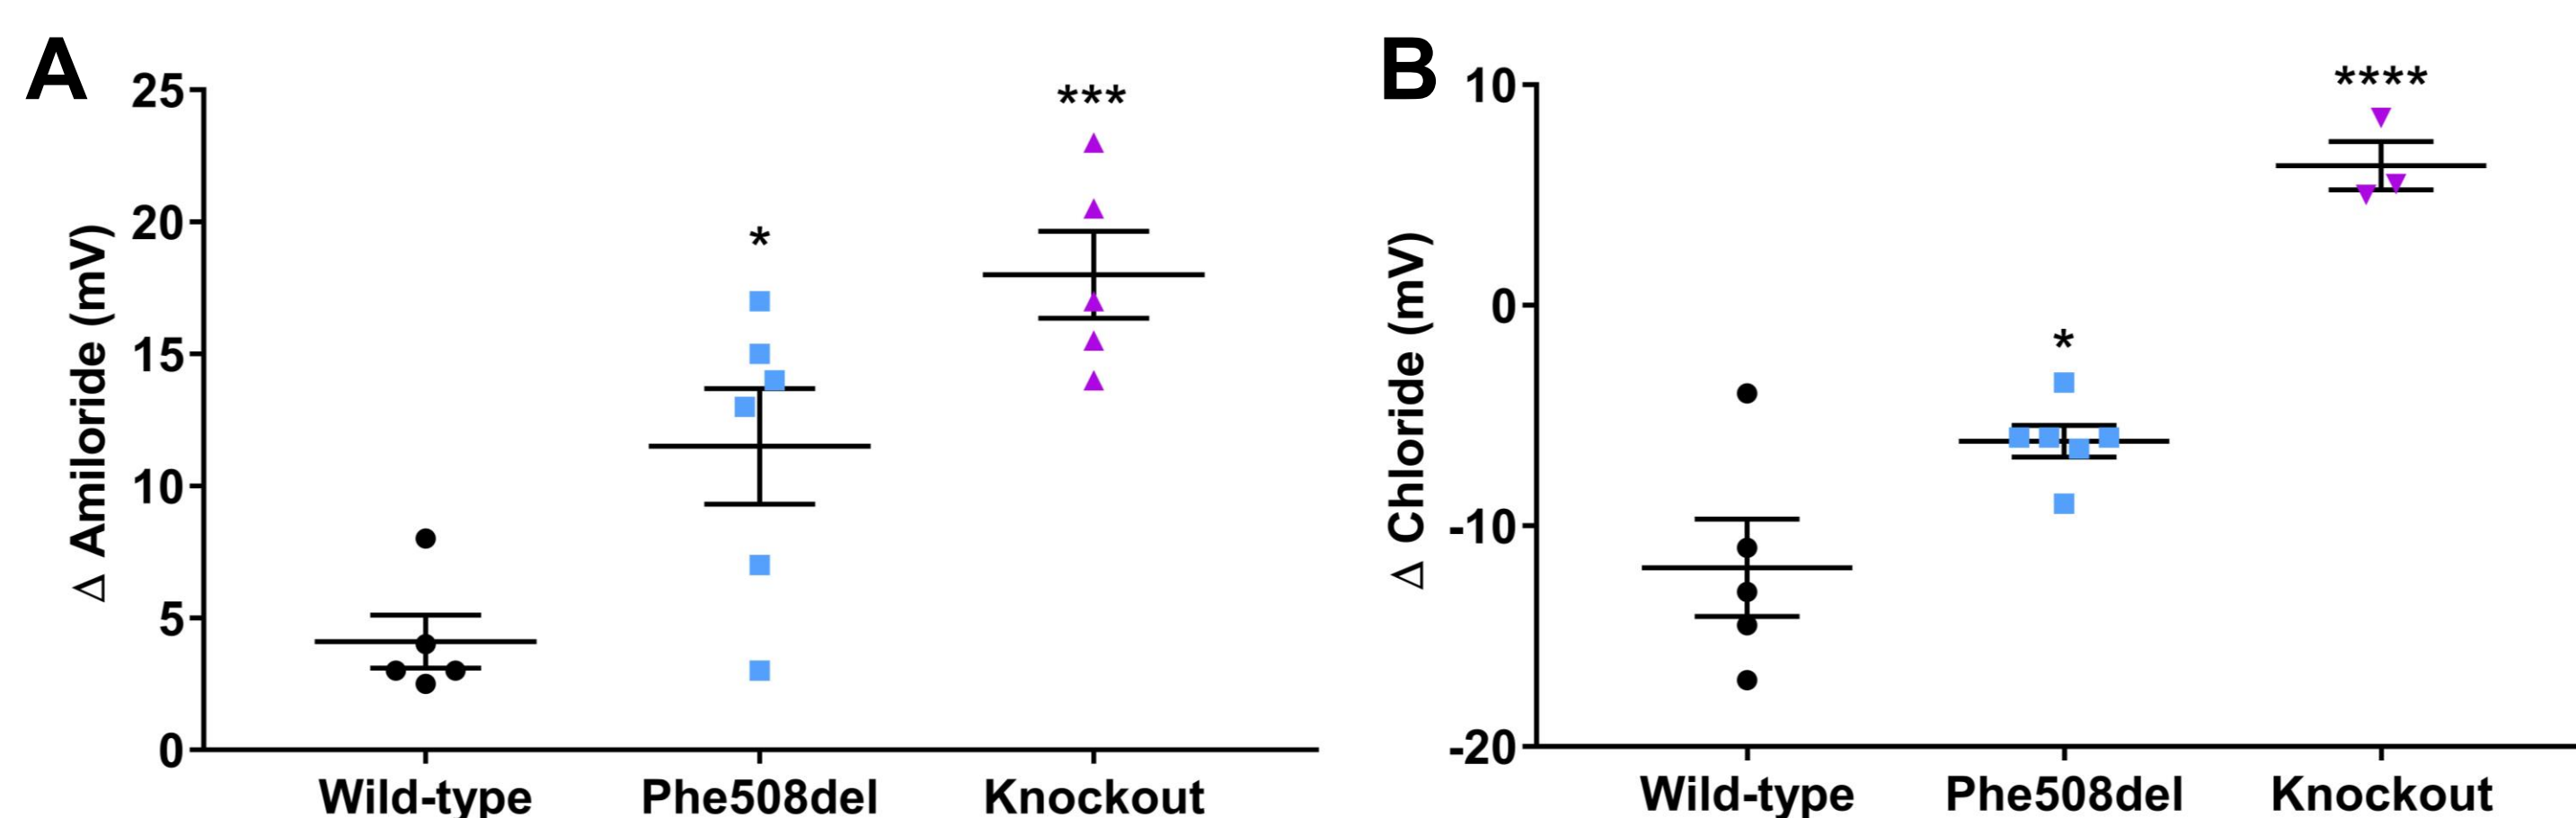 A
Δ Amiloride (mV)
25
20
15
10
5
0
*
***
Wild-type Phe508del Knockout
B
Δ Chloride (mV)
10
0
-10
-20
*
****
Wild-type Phe508del Knockout